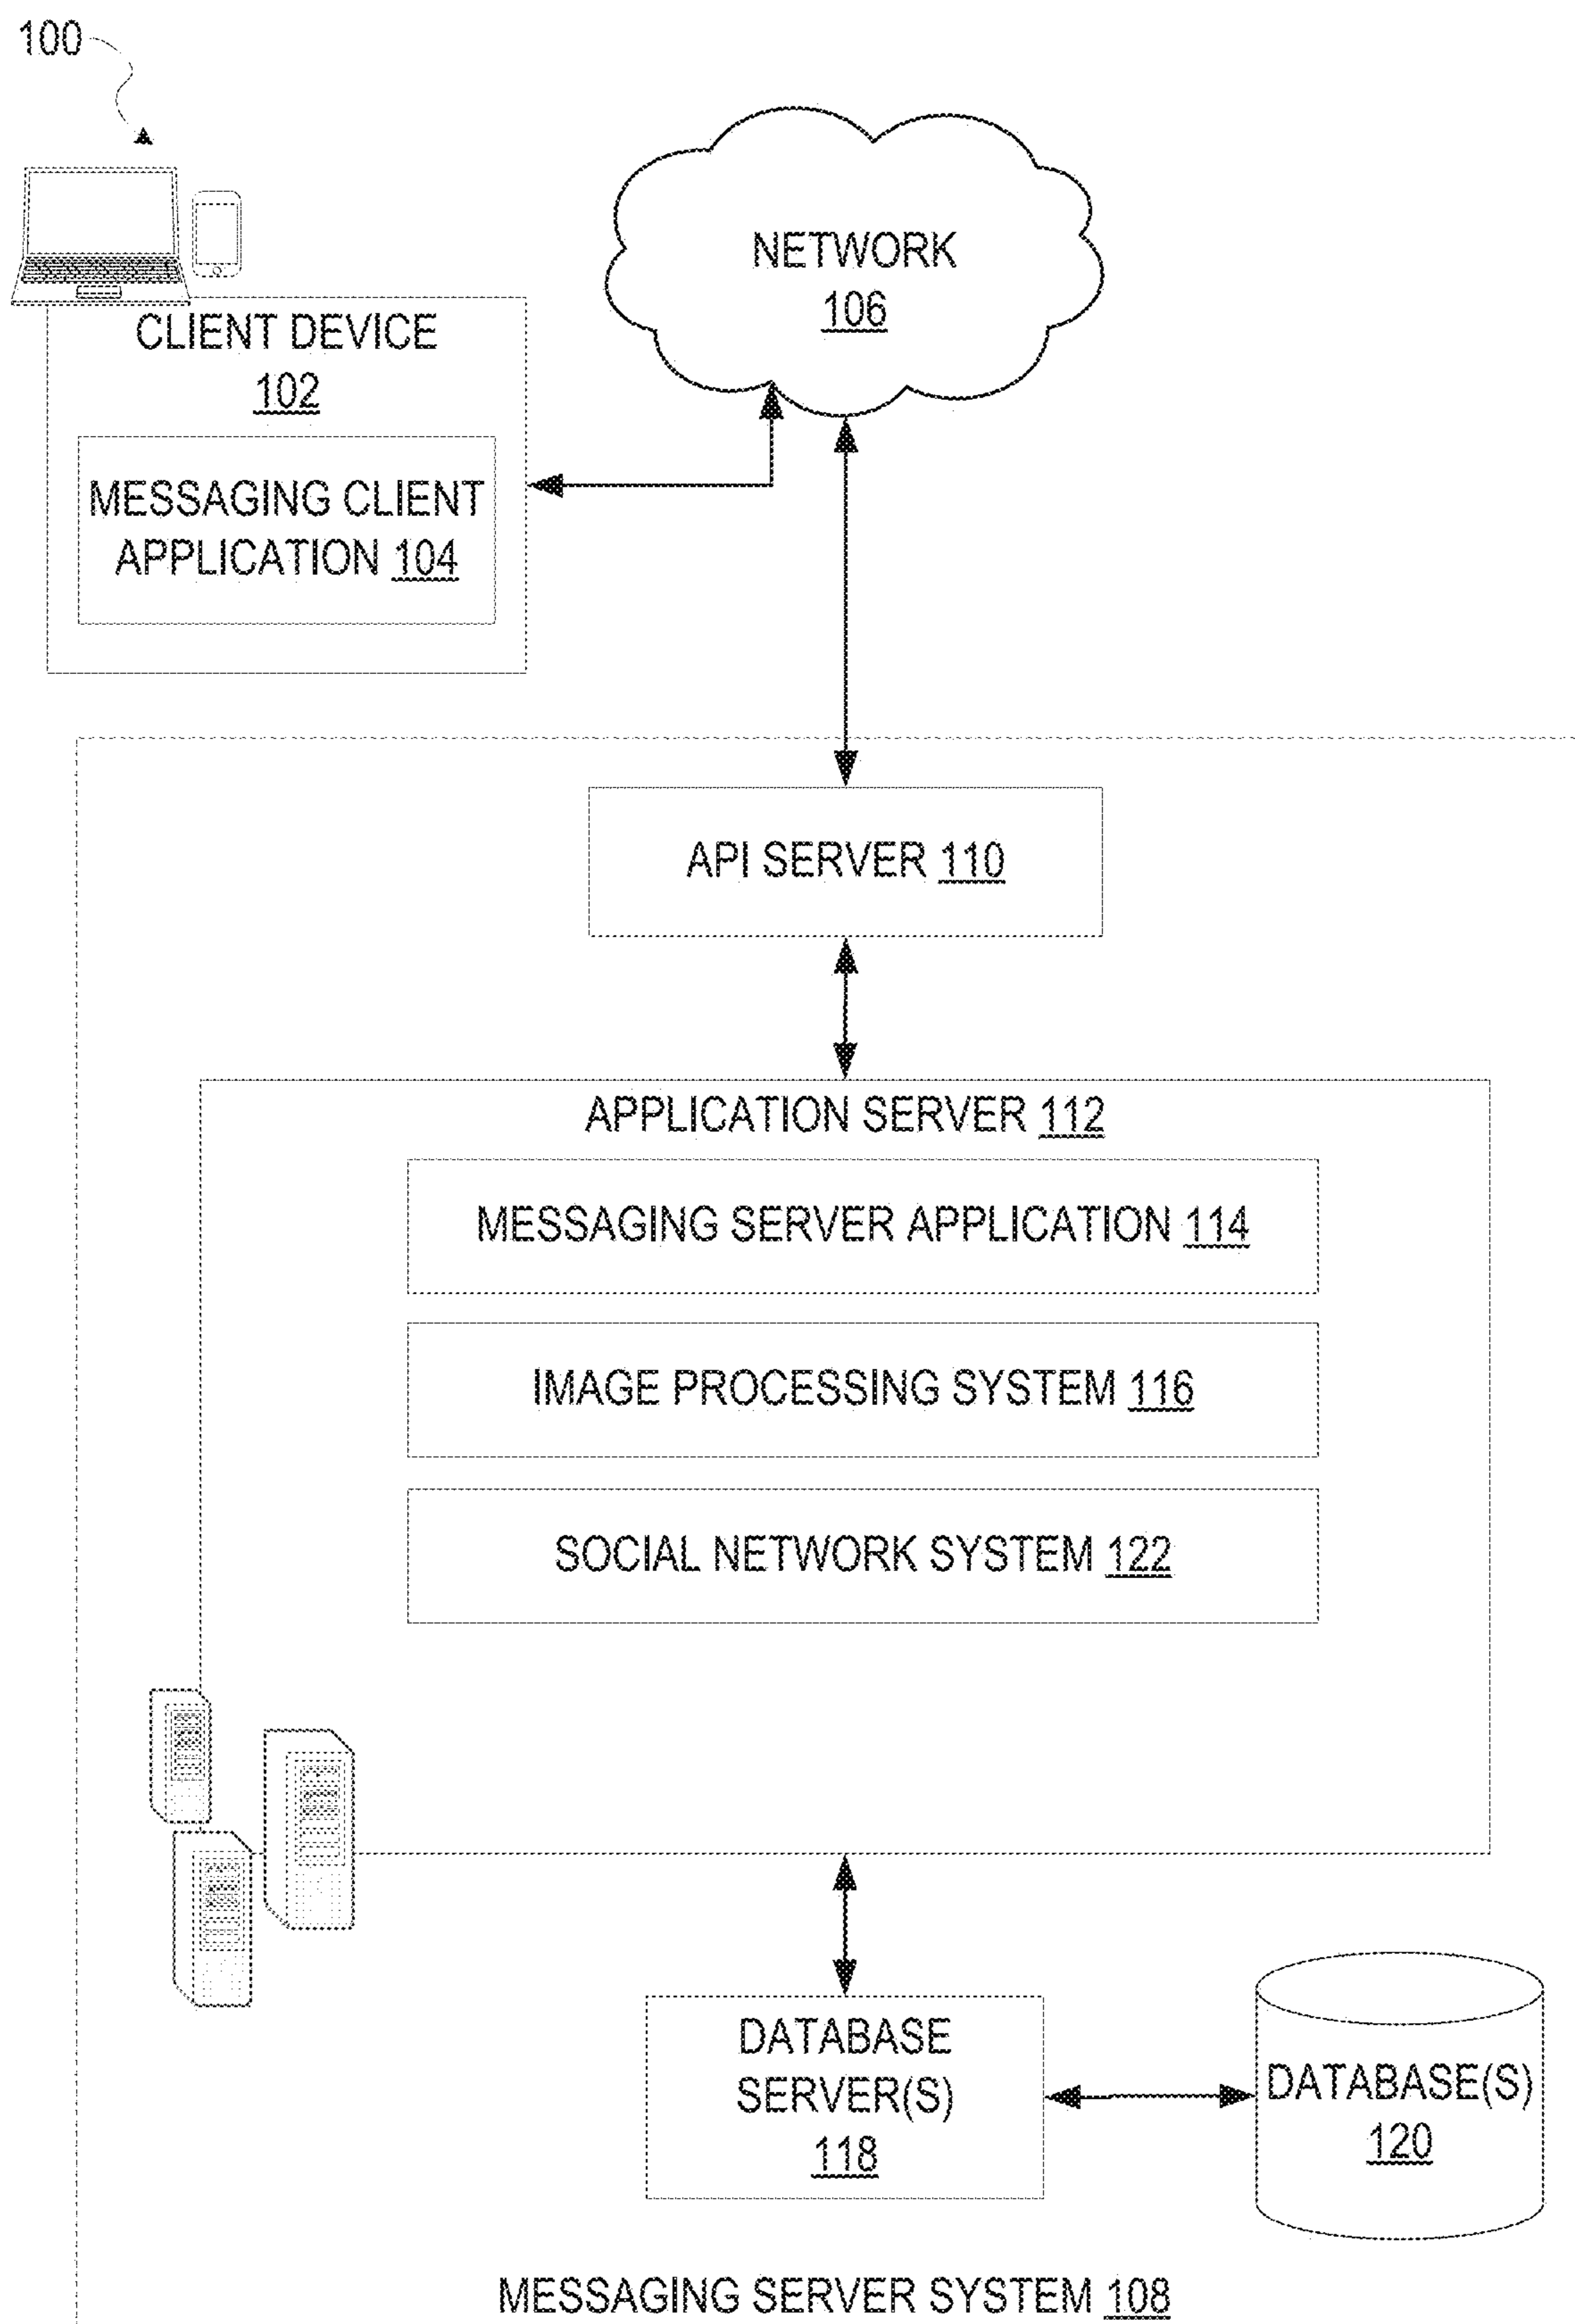 100
NETWORK
106
CLIENT DEVICE
102
MESSAGING CLIENT
APPLICATION 104
API SERVER 110
APPLICATION SERVER 112
MESSAGING SERVER APPLICATION 114
IMAGE PROCESSING SYSTEM 116
SOCIAL NETWORK SYSTEM 122
DATABASE
SERVER(S)
118
DATABASE(S)
120
MESSAGING SERVER SYSTEM 108